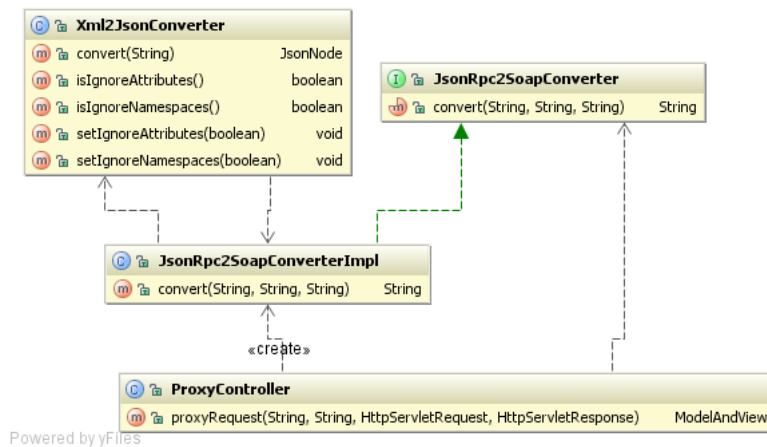 C Xml2JsonConverter
m convert(String) JsonNode
m isIgnoreAttributes() boolean
m isIgnoreNamespaces() boolean
m setIgnoreAttributes(boolean) void
m setIgnoreNamespaces(boolean) void
I JsonRpc2SoapConverter
m convert(String, String, String) String
C JsonRpc2SoapConverterImpl
m convert(String, String, String) String
«create»
C ProxyController
m proxyRequest(String, String, HttpServletRequest, HttpServletResponse) ModelAndView
Powered by yFiles